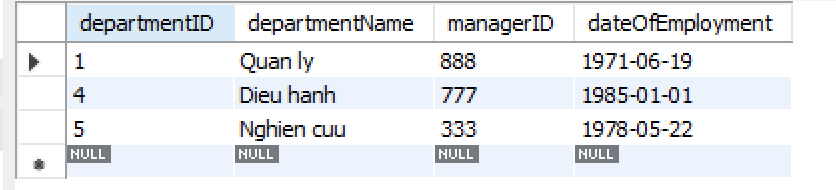 departmentID departmentName managerID dateOfEmployment
1 Quan ly 888 1971-06-19
4 Dieu hanh 777 1985-01-01
5 Nghien cuu 333 1978-05-22
NULL NULL NULL NULL